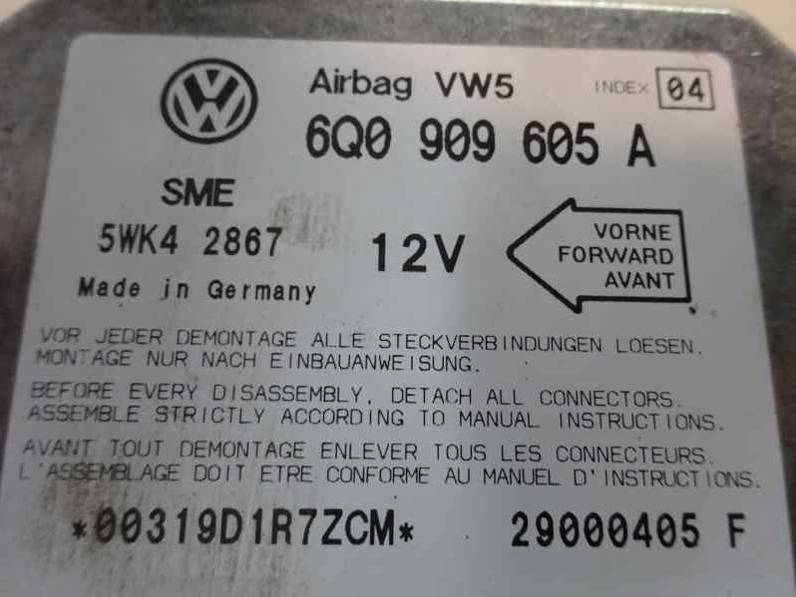 Airbag VW5 INDEX 04
6Q0 909 605 A
SME
5WK4 2867 12V
Made in Germany
VORNE
FORWARD
AVANT
VOR JEDER DEMONTAGE ALLE STECKVERBINDUNGEN LOESEN.
MONTAGE NUR NACH EINBAUANWEISUNG.
BEFORE EVERY DISASSEMBLY, DETACH ALL CONNECTORS.
ASSEMBLE STRICTLY ACCORDING TO MANUAL INSTRUCTIONS.
AVANT TOUT DEMONTAGE ENLEVER TOUS LES CONNECTEURS.
L'ASSEMBLAGE DOIT ETRE CONFORME AU MANUEL D'INSTRUCTIONS.
*00319D1R7ZCM* 29000405 F